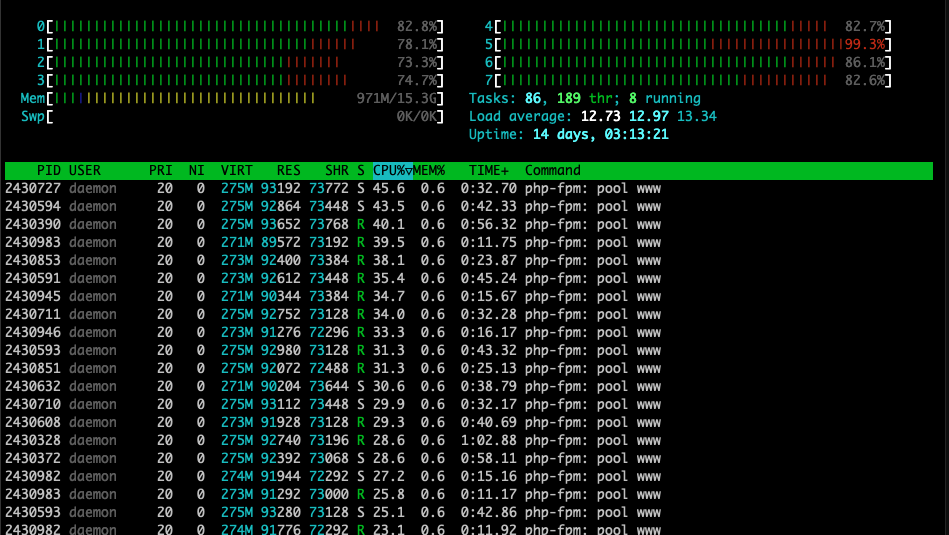 0[ 82.8%] 4[ 82.7%]
1[ 78.1%] 5[ 99.3%]
2[ 73.3%] 6[ 86.1%]
3[ 74.7%] 7[ 82.6%]
Mem[ 971M/15.3G] Tasks: 86, 189 thr; 8 running
Swp[ 0K/0K] Load average: 12.73 12.97 13.34
Uptime: 14 days, 03:13:21
PID USER PRI NI VIRT RES SHR S CPU%▽MEM% TIME+ Command
2430727 daemon 20 0 275M 93192 73772 S 45.6 0.6 0:32.70 php-fpm: pool www
2430594 daemon 20 0 275M 92864 73448 S 43.5 0.6 0:42.33 php-fpm: pool www
2430390 daemon 20 0 275M 93652 73768 R 40.1 0.6 0:56.32 php-fpm: pool www
2430983 daemon 20 0 271M 89572 73192 R 39.5 0.6 0:11.75 php-fpm: pool www
2430853 daemon 20 0 273M 92400 73384 R 38.1 0.6 0:23.87 php-fpm: pool www
2430591 daemon 20 0 273M 92612 73448 R 35.4 0.6 0:45.24 php-fpm: pool www
2430945 daemon 20 0 271M 90344 73384 R 34.7 0.6 0:15.67 php-fpm: pool www
2430711 daemon 20 0 275M 92752 73128 R 34.0 0.6 0:32.28 php-fpm: pool www
2430946 daemon 20 0 273M 91276 72296 R 33.3 0.6 0:16.17 php-fpm: pool www
2430593 daemon 20 0 275M 92980 73128 R 31.3 0.6 0:43.32 php-fpm: pool www
2430851 daemon 20 0 275M 92072 72488 R 31.3 0.6 0:25.13 php-fpm: pool www
2430632 daemon 20 0 271M 90204 73644 S 30.6 0.6 0:38.79 php-fpm: pool www
2430710 daemon 20 0 275M 93112 73448 S 29.9 0.6 0:32.17 php-fpm: pool www
2430608 daemon 20 0 273M 91928 73128 R 29.3 0.6 0:40.69 php-fpm: pool www
2430328 daemon 20 0 275M 92740 73196 R 28.6 0.6 1:02.88 php-fpm: pool www
2430372 daemon 20 0 275M 92392 73068 S 28.6 0.6 0:58.11 php-fpm: pool www
2430982 daemon 20 0 274M 91944 72292 S 27.2 0.6 0:15.16 php-fpm: pool www
2430983 daemon 20 0 273M 91292 73000 R 25.8 0.6 0:11.17 php-fpm: pool www
2430593 daemon 20 0 275M 93280 73128 S 25.1 0.6 0:42.86 php-fpm: pool www
2430982 daemon 20 0 274M 91776 72292 R 23.1 0.6 0:11.92 php-fpm: pool www